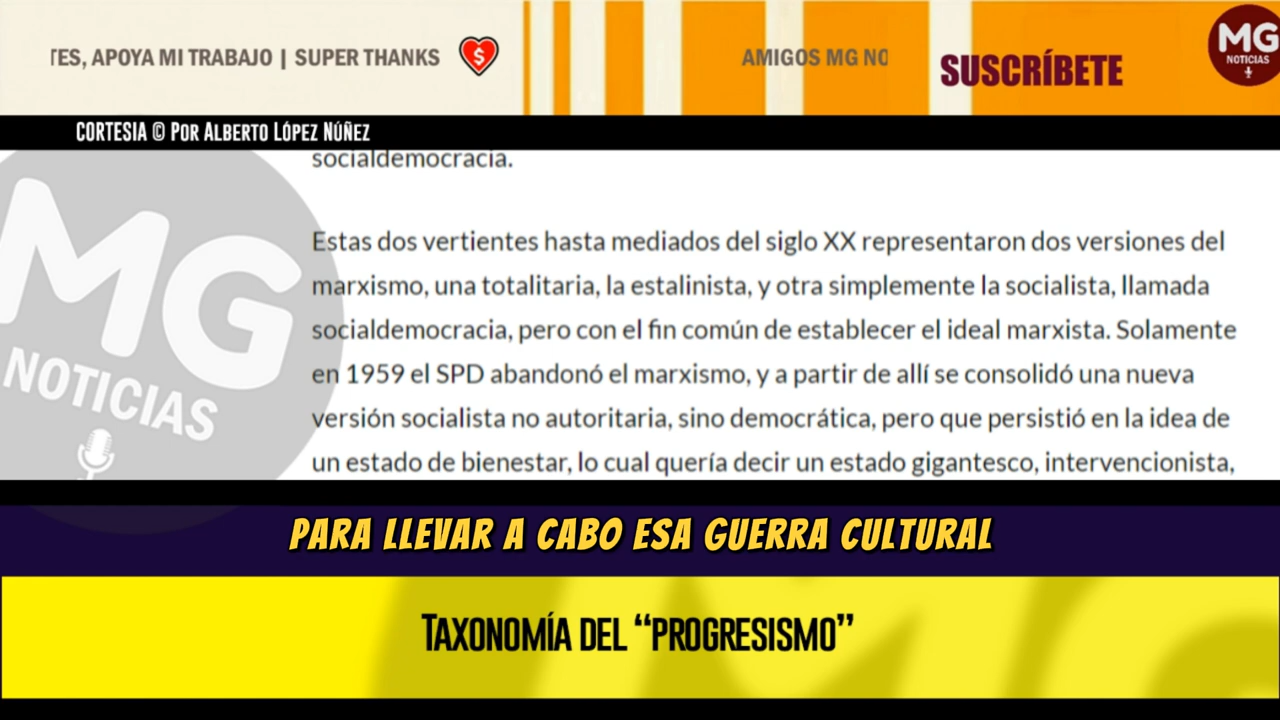 TES, APOYA MI TRABAJO | SUPER THANKS
AMIGOS MG NO
SUSCRÍBETE
MG
NOTICIAS
CORTESIA © POR ALBERTO LÓPEZ NÚÑEZ
socialdemocracia.
Estas dos vertientes hasta mediados del siglo XX representaron dos versiones del
marxismo, una totalitaria, la estalinista, y otra simplemente la socialista, llamada
socialdemocracia, pero con el fin común de establecer el ideal marxista. Solamente
en 1959 el SPD abandonó el marxismo, y a partir de allí se consolidó una nueva
versión socialista no autoritaria, sino democrática, pero que persistió en la idea de
un estado de bienestar, lo cual quería decir un estado gigantesco, intervencionista,
MG
NOTICIAS
PARA LLEVAR A CABO ESA GUERRA CULTURAL
TAXONOMÍA DEL “PROGRESISMO”